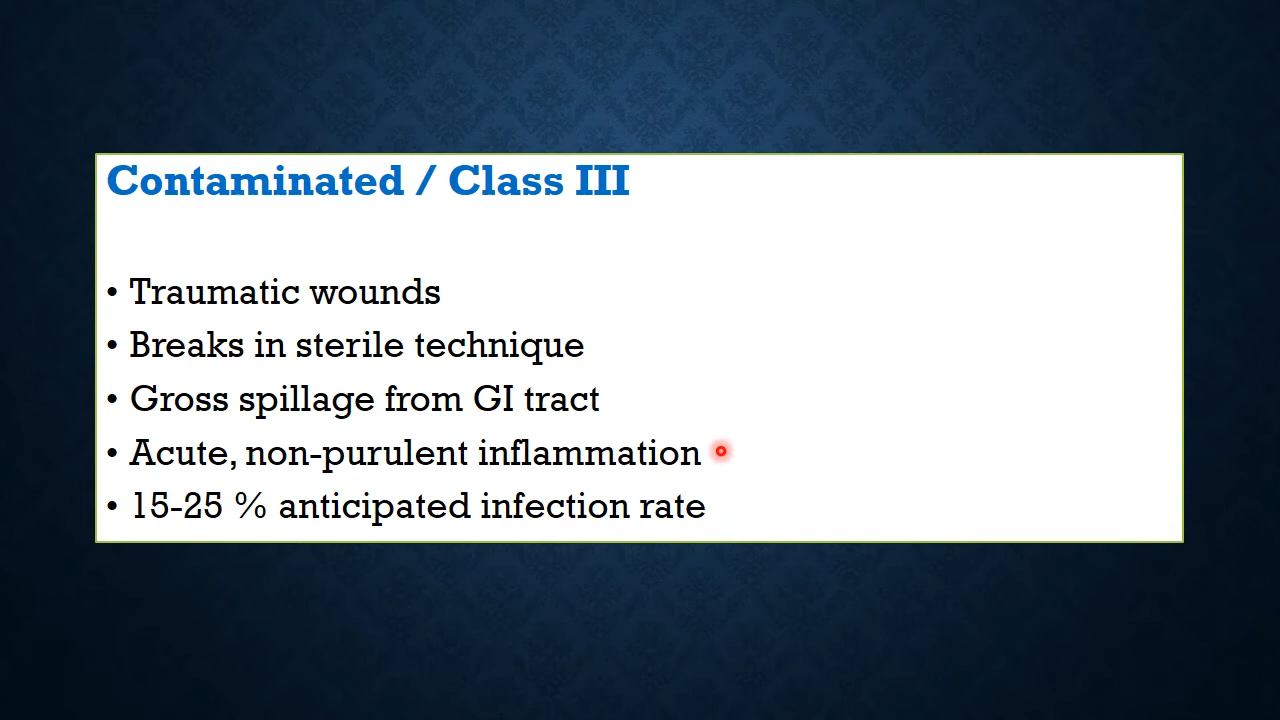 Contaminated / Class III
• Traumatic wounds
• Breaks in sterile technique
• Gross spillage from GI tract
• Acute, non-purulent inflammation
• 15-25 % anticipated infection rate